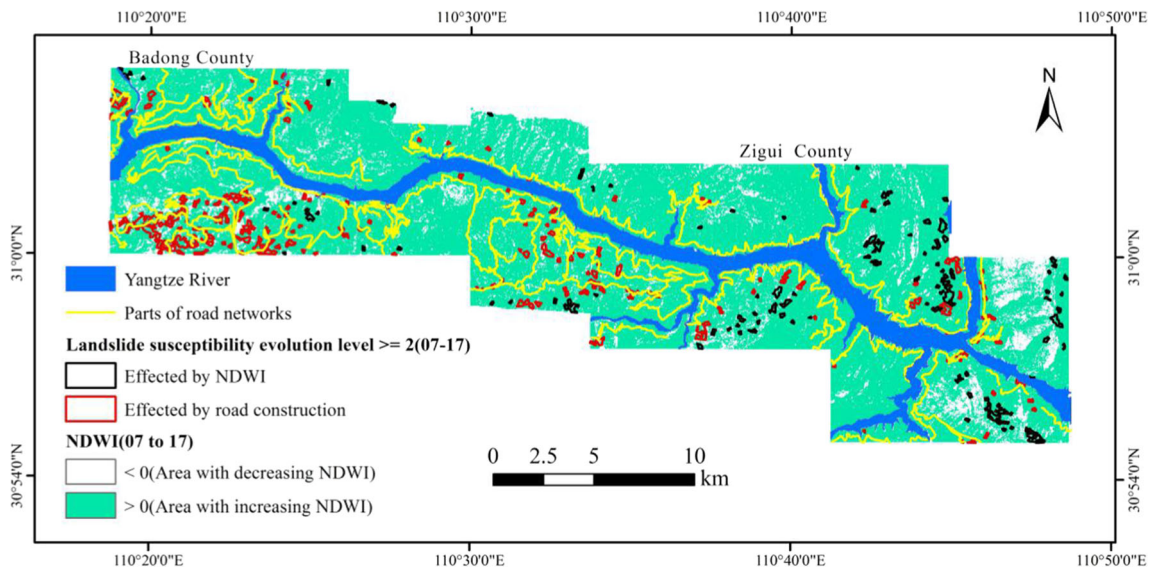 110°20'0"E 110°30'0"E 110°40'0"E 110°50'0"E
Badong County
N
Zigui County
31°0'0"N
31°0'0"N
Yangtze River
Parts of road networks
Landslide susceptibility evolution level >= 2(07-17)
Effected by NDWI
Effected by road construction
NDWI(07 to 17)
< 0(Area with decreasing NDWI)
> 0(Area with increasing NDWI)
0 2.5 5 10
km
30°54'0"N
30°54'0"N
110°20'0"E 110°30'0"E 110°40'0"E 110°50'0"E